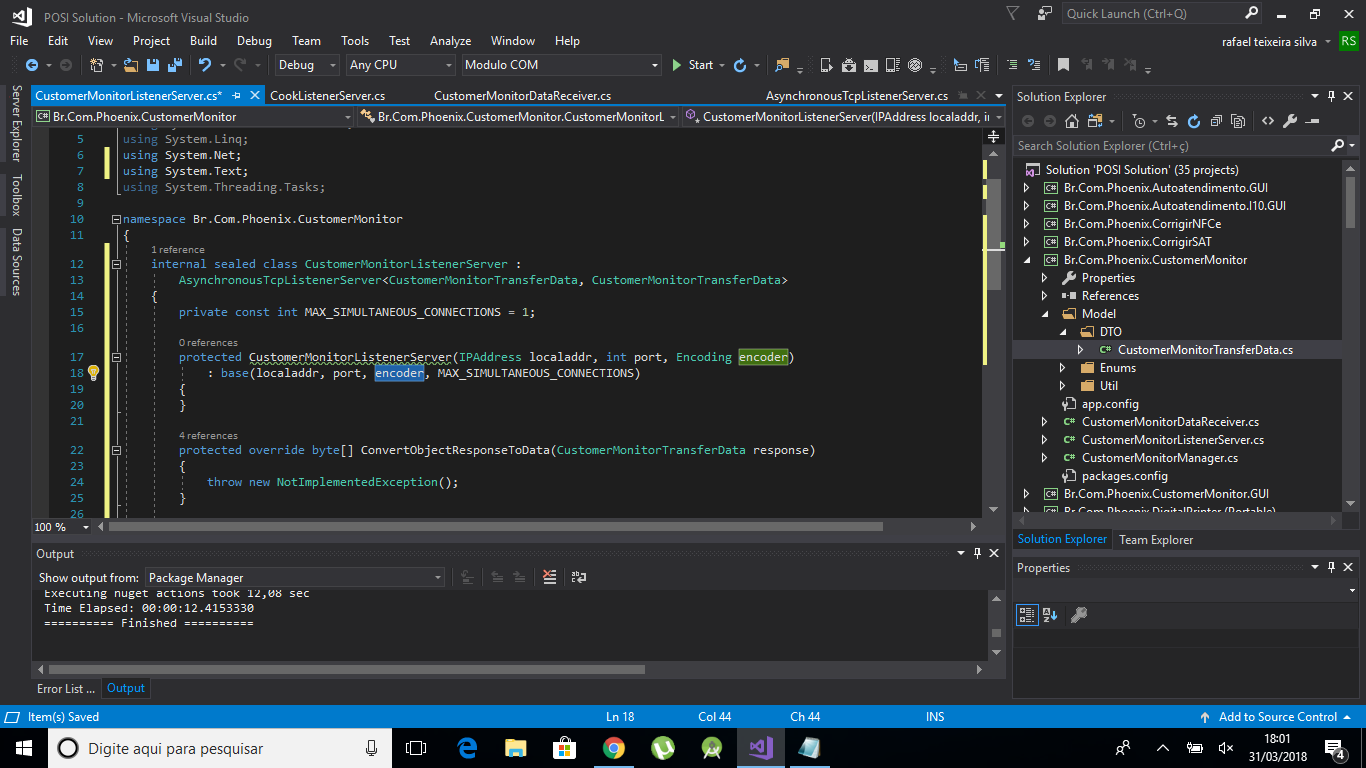 POSI Solution - Microsoft Visual Studio
Quick Launch (Ctrl+Q)
File Edit View Project Build Debug Team Tools Test Analyze Window Help
rafael teixeira silva RS
Debug Any CPU Modulo COM Start
Server Explorer
Toolbox
Data Sources
CustomerMonitorListenerServer.cs* CookListenerServer.cs CustomerMonitorDataReceiver.cs AsynchronousTcpListenerServer.cs
Br.Com.Phoenix.CustomerMonitor Br.Com.Phoenix.CustomerMonitor.CustomerMonitorL CustomerMonitorListenerServer(IPAddress localaddr, i
5 using System.Linq;
6 using System.Net;
7 using System.Text;
8 using System.Threading.Tasks;
9
10 namespace Br.Com.Phoenix.CustomerMonitor
11 {
1 reference
12 internal sealed class CustomerMonitorListenerServer :
13 AsynchronousTcpListenerServer<CustomerMonitorTransferData, CustomerMonitorTransferData>
14 {
15 private const int MAX_SIMULTANEOUS_CONNECTIONS = 1;
16
0 references
17 protected CustomerMonitorListenerServer(IPAddress localaddr, int port, Encoding encoder)
18 : base(localaddr, port, encoder, MAX_SIMULTANEOUS_CONNECTIONS)
19 {
20 }
21
4 references
22 protected override byte[] ConvertObjectResponseToData(CustomerMonitorTransferData response)
23 {
24 throw new NotImplementedException();
25 }
26
100 %
Output
Show output from: Package Manager
Executing nuget actions took 12,08 sec
Time Elapsed: 00:00:12.4153330
========== Finished ==========
Error List ... Output
Solution Explorer
Search Solution Explorer (Ctrl+ç)
Solution 'POSI Solution' (35 projects)
Br.Com.Phoenix.Autoatendimento.GUI
Br.Com.Phoenix.Autoatendimento.I10.GUI
Br.Com.Phoenix.CorrigirNFCe
Br.Com.Phoenix.CorrigirSAT
Br.Com.Phoenix.CustomerMonitor
Properties
References
Model
DTO
C# CustomerMonitorTransferData.cs
Enums
Util
app.config
C# CustomerMonitorDataReceiver.cs
C# CustomerMonitorListenerServer.cs
C# CustomerMonitorManager.cs
packages.config
Br.Com.Phoenix.CustomerMonitor.GUI
Br.Com.Phoenix.DigitalPrinter (Portable)
Solution Explorer Team Explorer
Properties
Item(s) Saved Ln 18 Col 44 Ch 44 INS Add to Source Control
Digite aqui para pesquisar
18:01
31/03/2018
4